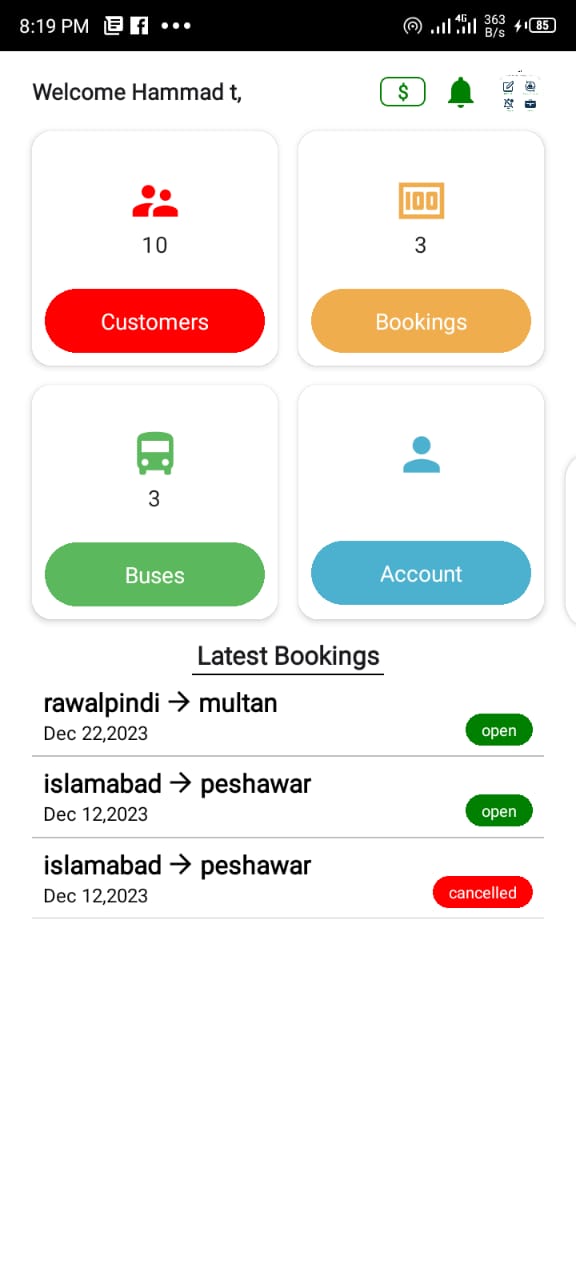 8:19 PM 4G 363 B/s 85
Welcome Hammad t, $
100
10 3
Customers Bookings
3
Buses Account
Latest Bookings
rawalpindi → multan
Dec 22,2023 open
islamabad → peshawar
Dec 12,2023 open
islamabad → peshawar
Dec 12,2023 cancelled